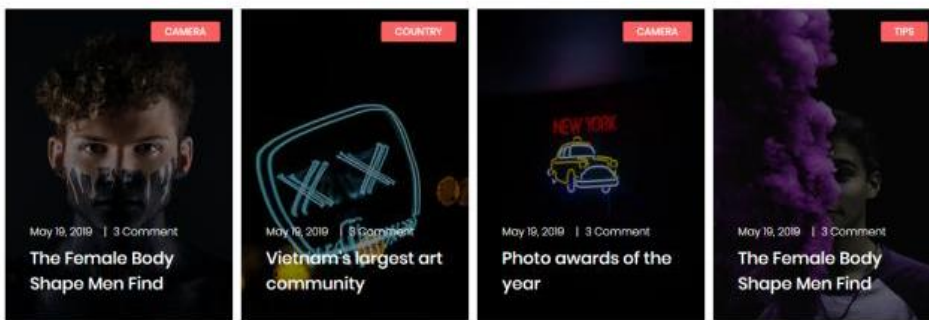 CAMERA
May 19, 2019 | 3 Comment
The Female Body
Shape Men Find
COUNTRY
May 19, 2019 | 3 Comment
Vietnam's largest art
community
CAMERA
NEW YORK
May 19, 2019 | 3 Comment
Photo awards of the
year
TIPS
May 19, 2019 | 3 Comment
The Female Body
Shape Men Find